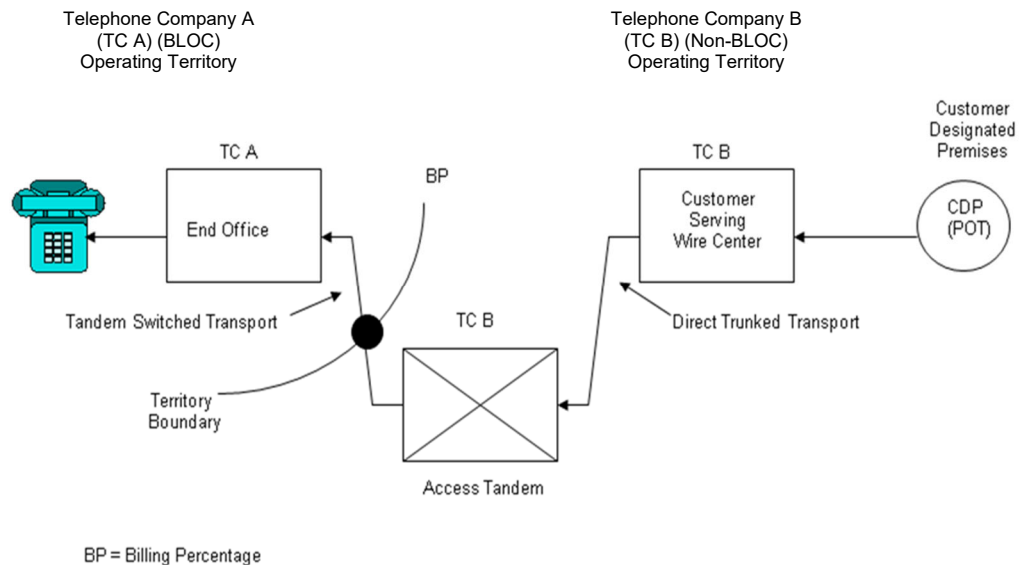 Telephone Company A
(TC A) (BLOC)
Operating Territory
Telephone Company B
(TC B) (Non-BLOC)
Operating Territory
Customer
Designated
Premises
TC A
BP
TC B
End Office
Customer
Serving
Wire Center
CDP
(POT)
Tandem Switched Transport
TC B
Direct Trunked Transport
Territory
Boundary
Access Tandem
BP = Billing Percentage